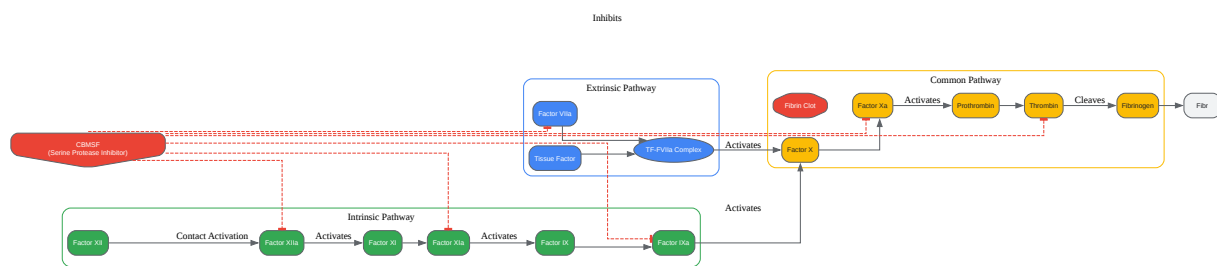 Inhibits
Extrinsic Pathway
Common Pathway
Factor VIIa
Fibrin Clot
Factor Xa
Activates
Prothrombin
Thrombin
Cleaves
Fibrinogen
Fibr
CBMSF
(Serine Protease Inhibitor)
Tissue Factor
TF-FVIIa Complex
Activates
Factor X
Activates
Intrinsic Pathway
Factor XII
Contact Activation
Factor XIIa
Activates
Factor XI
Factor XIa
Activates
Factor IX
Factor IXa